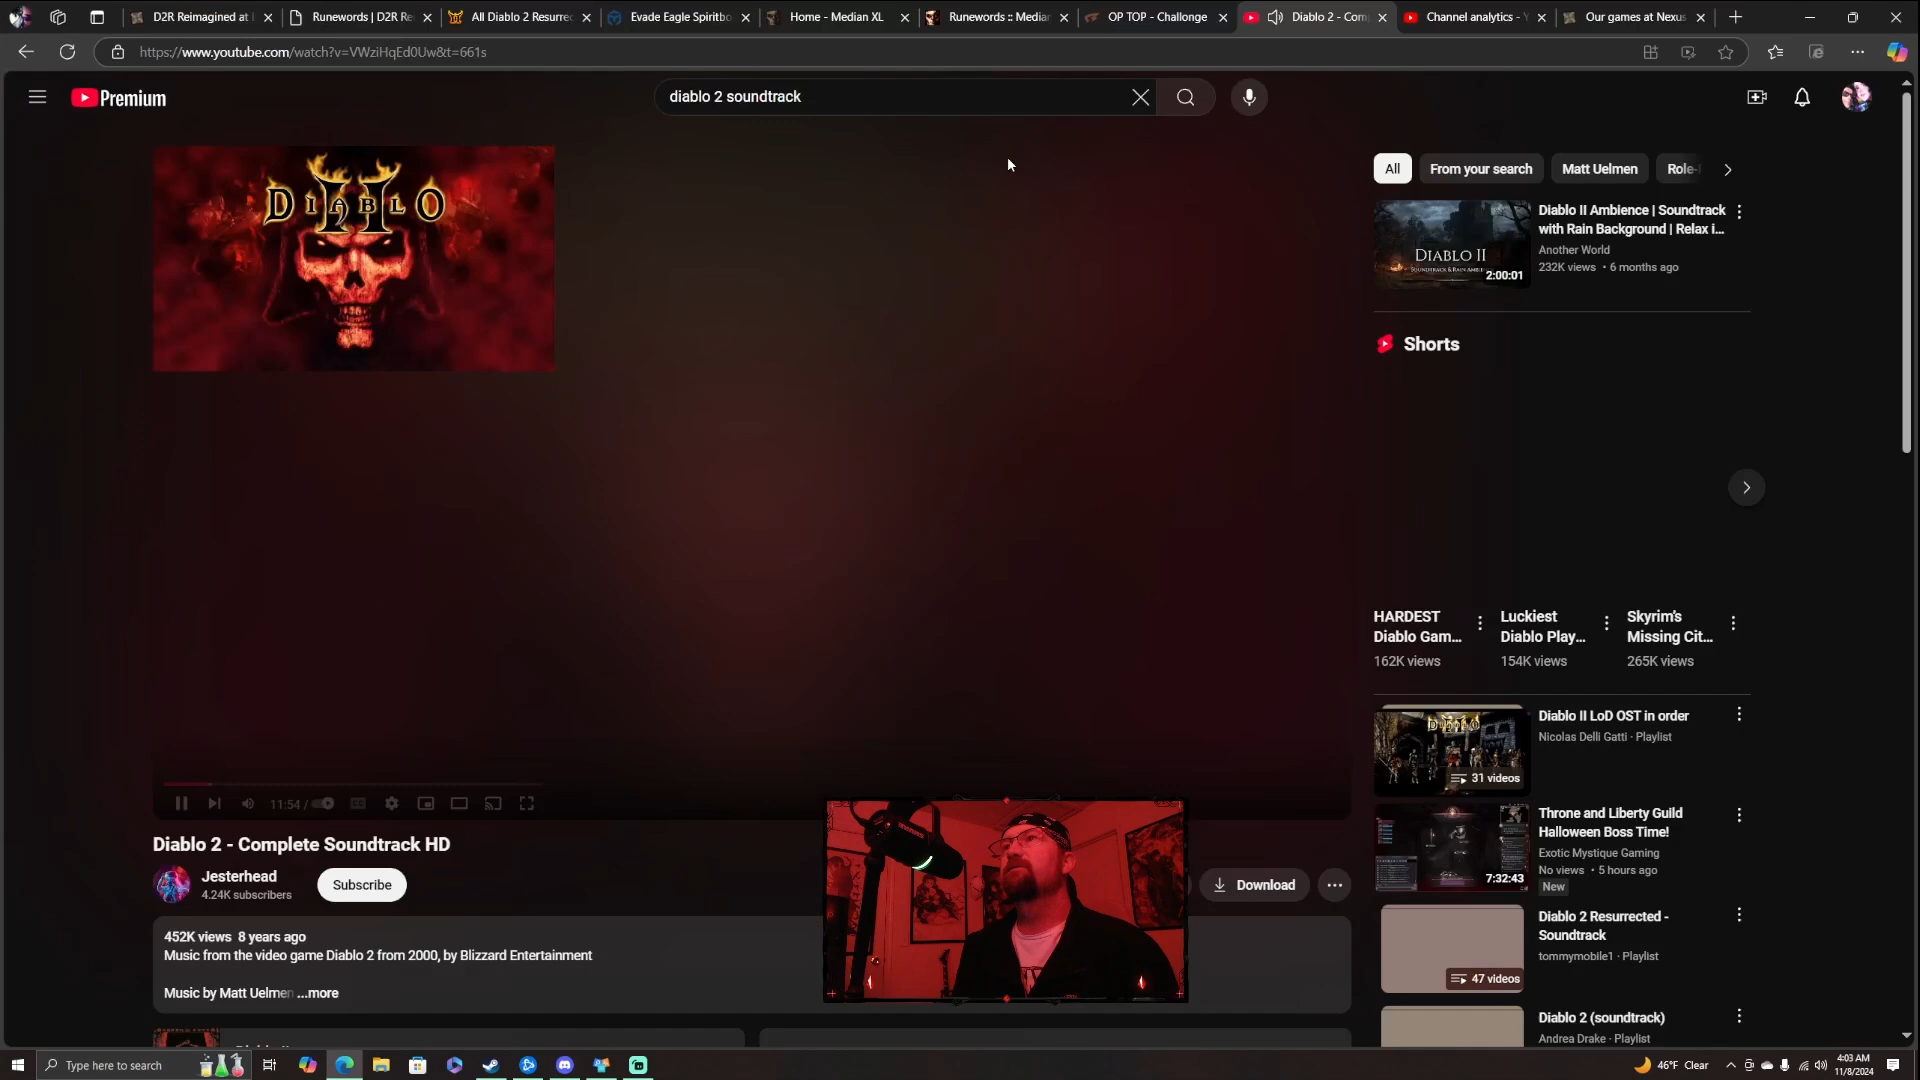 D2R Reimagined at
Runewords | D2R Re
All Diablo 2 Resurrec
Evade Eagle Spiritbo
Home - Median XL
Runewords :: Median
OP TOP - Challonge
Diablo 2 - Com
Channel analytics - Y
Our games at Nexus
https://www.youtube.com/watch?v=VWziHqEd0Uw&t=661s
Premium
diablo 2 soundtrack
DIABLO
II
All
From your search
Matt Uelmen
Role-
DIABLO II
2:00:01
Diablo II Ambience | Soundtrack
with Rain Background | Relax i...
Another World
232K views • 6 months ago
Shorts
HARDEST
Diablo Gam...
162K views
Luckiest
Diablo Play...
154K views
Skyrim's
Missing Cit...
265K views
DIABLO
31 videos
Diablo II LoD OST in order
Nicolas Delli Gatti · Playlist
7:32:43
Throne and Liberty Guild
Halloween Boss Time!
Exotic Mystique Gaming
No views • 5 hours ago
New
47 videos
Diablo 2 Resurrected -
Soundtrack
tommymobile1 · Playlist
Diablo 2 (soundtrack)
Andrea Drake · Playlist
11:54 /
Diablo 2 - Complete Soundtrack HD
Jesterhead
4.24K subscribers
Subscribe
Download
452K views 8 years ago
Music from the video game Diablo 2 from 2000, by Blizzard Entertainment
Music by Matt Uelmen ...more
Type here to search
46°F Clear
4:03 AM
11/8/2024